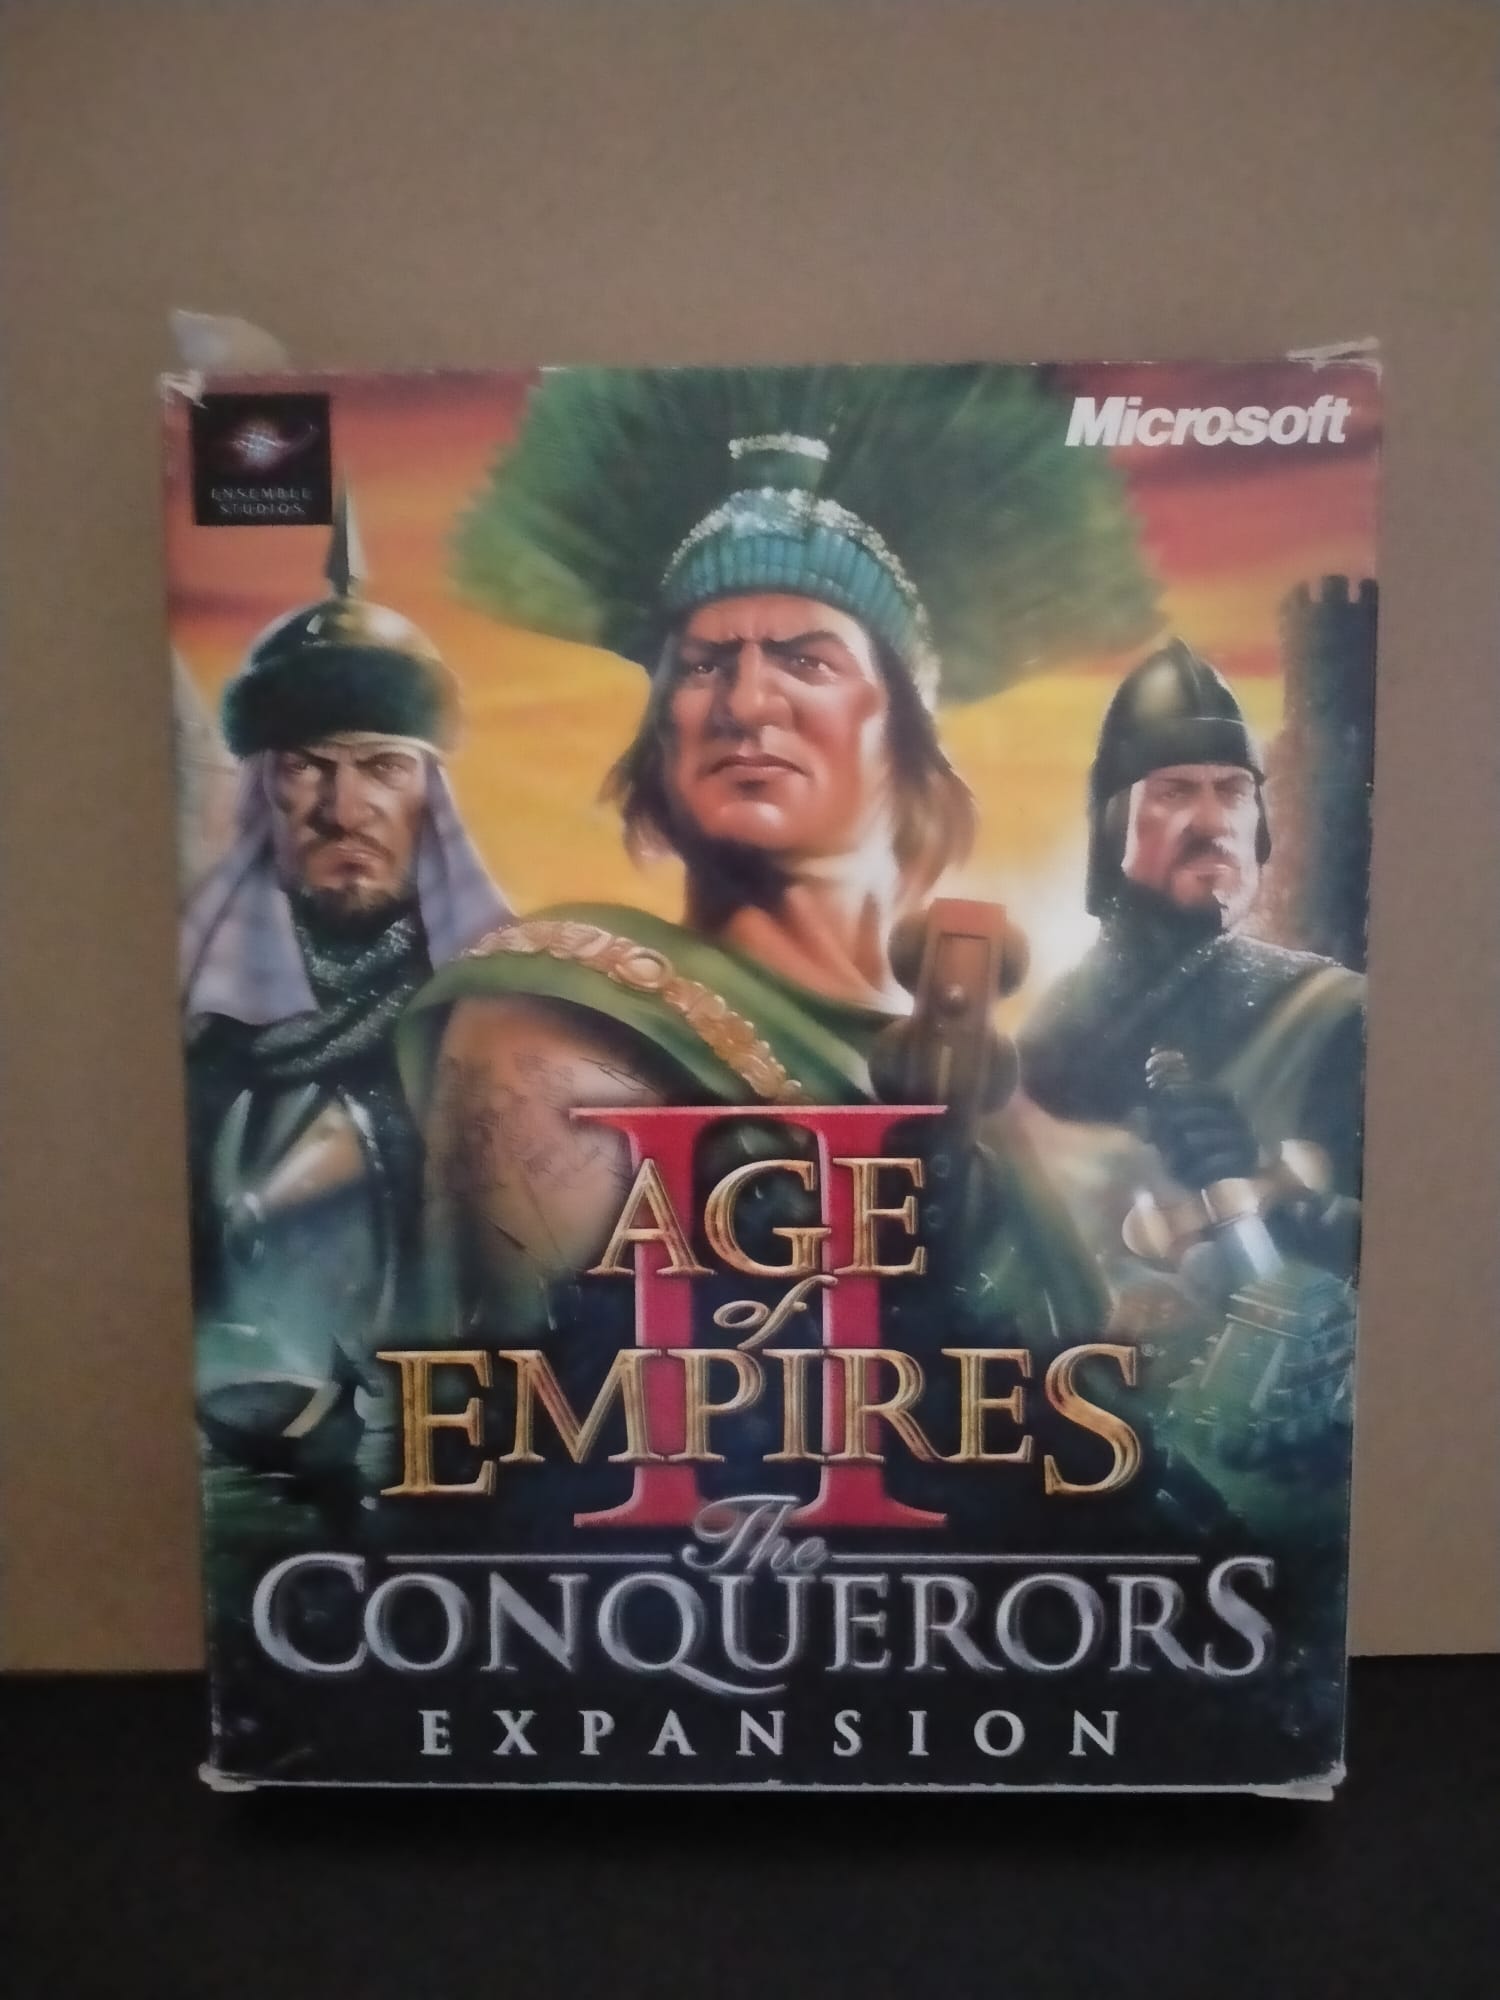 ENSEMBLE
STUDIOS
Microsoft
II
AGE
of
EMPIRES®
The
CONQUERORS
EXPANSION